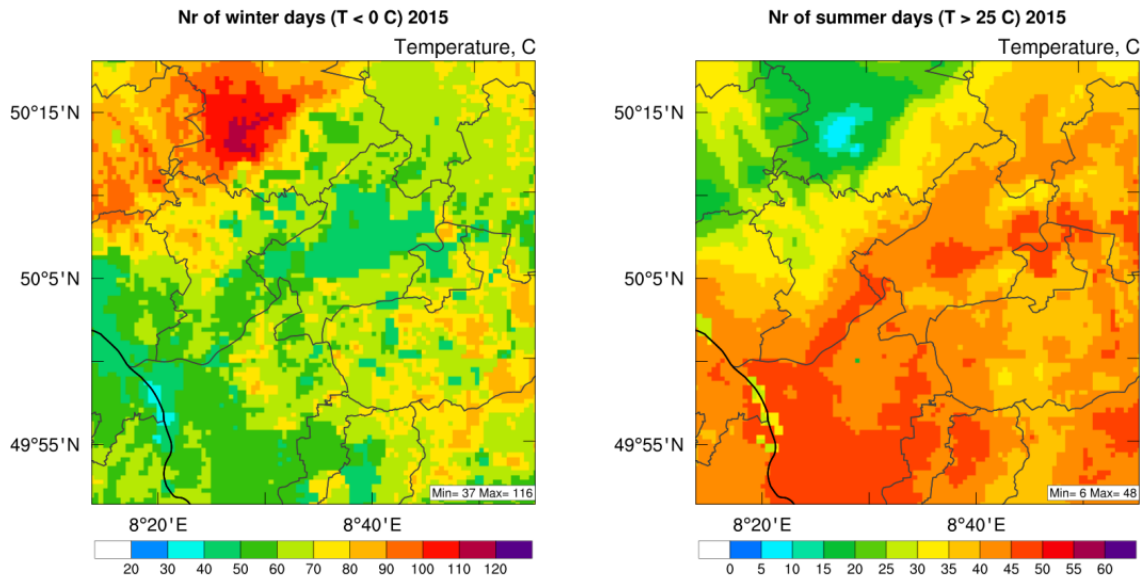 Nr of winter days (T < 0 C) 2015
Temperature, C
50°15'N
50°5'N
49°55'N
Min= 37 Max= 116
8°20'E 8°40'E
20 30 40 50 60 70 80 90 100 110 120
Nr of summer days (T > 25 C) 2015
Temperature, C
50°15'N
50°5'N
49°55'N
Min= 6 Max= 48
8°20'E 8°40'E
0 5 10 15 20 25 30 35 40 45 50 55 60